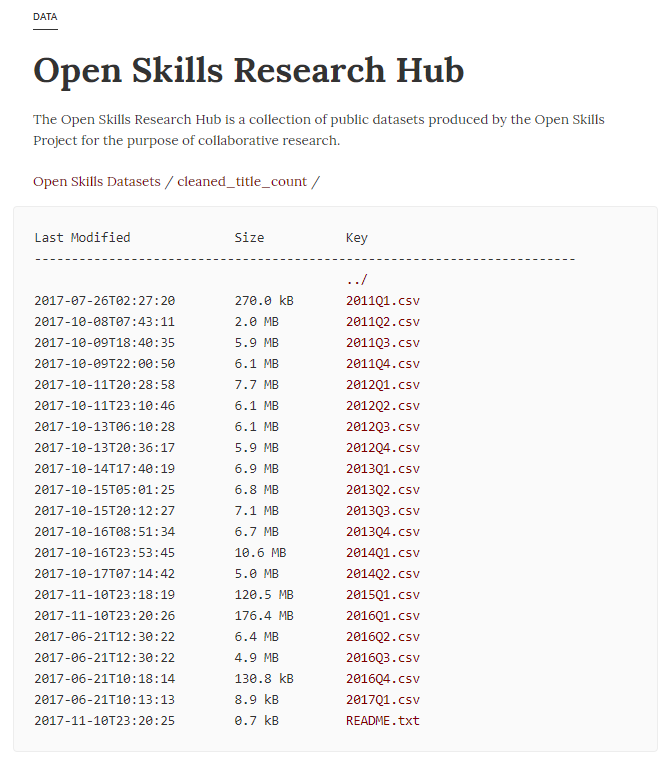 DATA
Open Skills Research Hub
The Open Skills Research Hub is a collection of public datasets produced by the Open Skills
Project for the purpose of collaborative research.
Open Skills Datasets / cleaned_title_count /
Last Modified Size Key
--------------------------------------------------------------------------
../
2017-07-26T02:27:20 270.0 kB 2011Q1.csv
2017-10-08T07:43:11 2.0 MB 2011Q2.csv
2017-10-09T18:40:35 5.9 MB 2011Q3.csv
2017-10-09T22:00:50 6.1 MB 2011Q4.csv
2017-10-11T20:28:58 7.7 MB 2012Q1.csv
2017-10-11T23:10:46 6.1 MB 2012Q2.csv
2017-10-13T06:10:28 6.1 MB 2012Q3.csv
2017-10-13T20:36:17 5.9 MB 2012Q4.csv
2017-10-14T17:40:19 6.9 MB 2013Q1.csv
2017-10-15T05:01:25 6.8 MB 2013Q2.csv
2017-10-15T20:12:27 7.1 MB 2013Q3.csv
2017-10-16T08:51:34 6.7 MB 2013Q4.csv
2017-10-16T23:53:45 10.6 MB 2014Q1.csv
2017-10-17T07:14:42 5.0 MB 2014Q2.csv
2017-11-10T23:18:19 120.5 MB 2015Q1.csv
2017-11-10T23:20:26 176.4 MB 2016Q1.csv
2017-06-21T12:30:22 6.4 MB 2016Q2.csv
2017-06-21T12:30:22 4.9 MB 2016Q3.csv
2017-06-21T10:18:14 130.8 kB 2016Q4.csv
2017-06-21T10:13:13 8.9 kB 2017Q1.csv
2017-11-10T23:20:25 0.7 kB README.txt